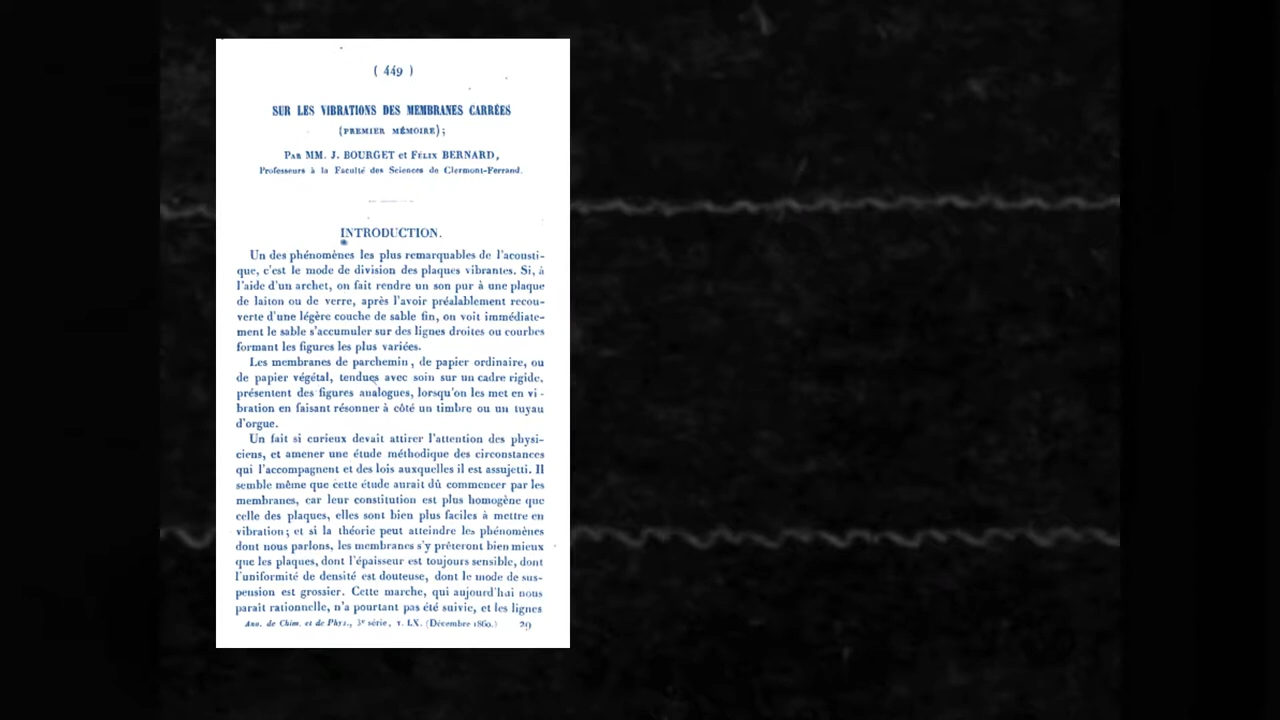 ( 449 )
SUR LES VIBRATIONS DES MEMBRANES CARRÉES
(PREMIER MÉMOIRE);
PAR MM. J. BOURGET et FÉLIX BERNARD,
Professeurs à la Faculté des Sciences de Clermont-Ferrand.
INTRODUCTION.
Un des phénomènes les plus remarquables de l'acousti-
que, c'est le mode de division des plaques vibrantes. Si, à
l'aide d'un archet, on fait rendre un son pur à une plaque
de laiton ou de verre, après l'avoir préalablement recou-
verte d'une légère couche de sable fin, on voit immédiate-
ment le sable s'accumuler sur des lignes droites ou courbes
formant les figures les plus variées.
Les membranes de parchemin, de papier ordinaire, ou
de papier végétal, tendues avec soin sur un cadre rigide,
présentent des figures analogues, lorsqu'on les met en vi-
bration en faisant résonner à côté un timbre ou un tuyau
d'orgue.
Un fait si curieux devait attirer l'attention des physi-
ciens, et amener une étude méthodique des circonstances
qui l'accompagnent et des lois auxquelles il est assujetti. Il
semble même que cette étude aurait dû commencer par les
membranes, car leur constitution est plus homogène que
celle des plaques, elles sont bien plus faciles à mettre en
vibration; et si la théorie peut atteindre les phénomènes
dont nous parlons, les membranes s'y prêteront bien mieux
que les plaques, dont l'épaisseur est toujours sensible, dont
l'uniformité de densité est douteuse, dont le mode de sus-
pension est grossier. Cette marche, qui aujourd'hui nous
paraît rationnelle, n'a pourtant pas été suivie, et les lignes
Ann. de Chim. et de Phys., 3e série, T. LX. (Décembre 1860.) 29